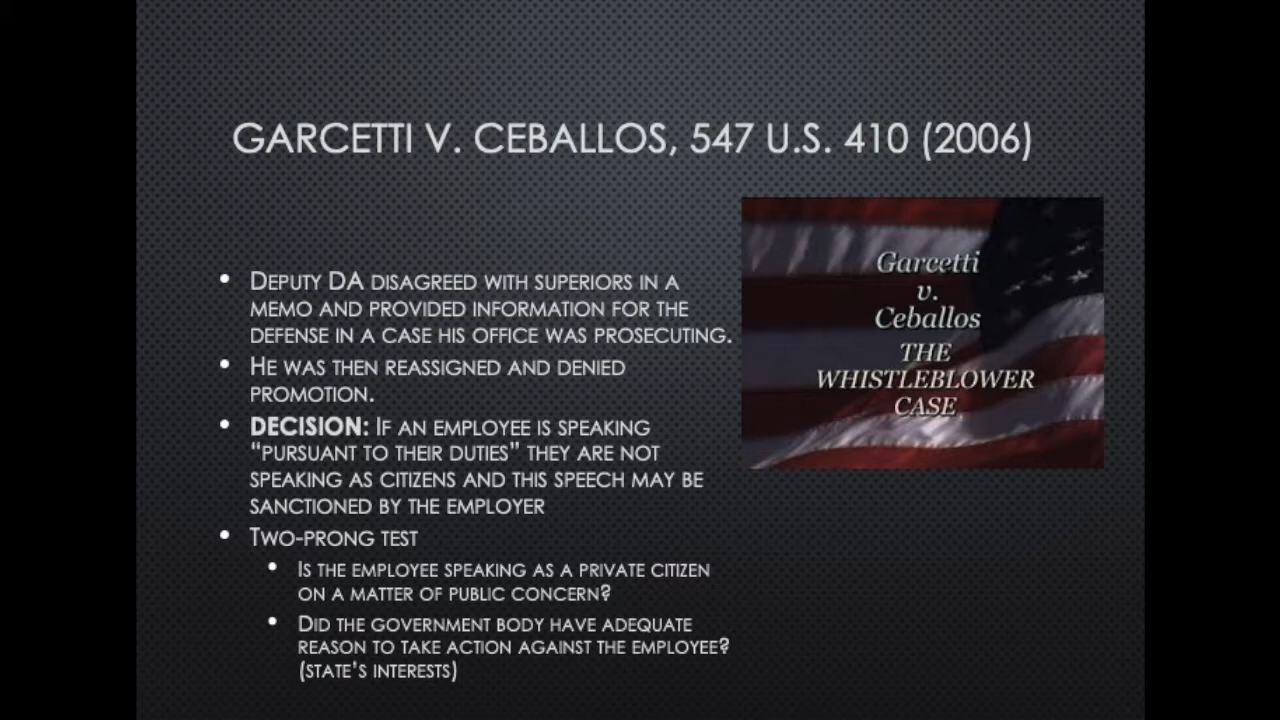 GARCETTI V. CEBALLOS, 547 U.S. 410 (2006)
• DEPUTY DA DISAGREED WITH SUPERIORS IN A
MEMO AND PROVIDED INFORMATION FOR THE
DEFENSE IN A CASE HIS OFFICE WAS PROSECUTING.
• HE WAS THEN REASSIGNED AND DENIED
PROMOTION.
• DECISION: IF AN EMPLOYEE IS SPEAKING
“PURSUANT TO THEIR DUTIES” THEY ARE NOT
SPEAKING AS CITIZENS AND THIS SPEECH MAY BE
SANCTIONED BY THE EMPLOYER
• TWO-PRONG TEST
• IS THE EMPLOYEE SPEAKING AS A PRIVATE CITIZEN
ON A MATTER OF PUBLIC CONCERN?
• DID THE GOVERNMENT BODY HAVE ADEQUATE
REASON TO TAKE ACTION AGAINST THE EMPLOYEE?
(STATE’S INTERESTS)
Garcetti
v.
Ceballos
THE
WHISTLEBLOWER
CASE